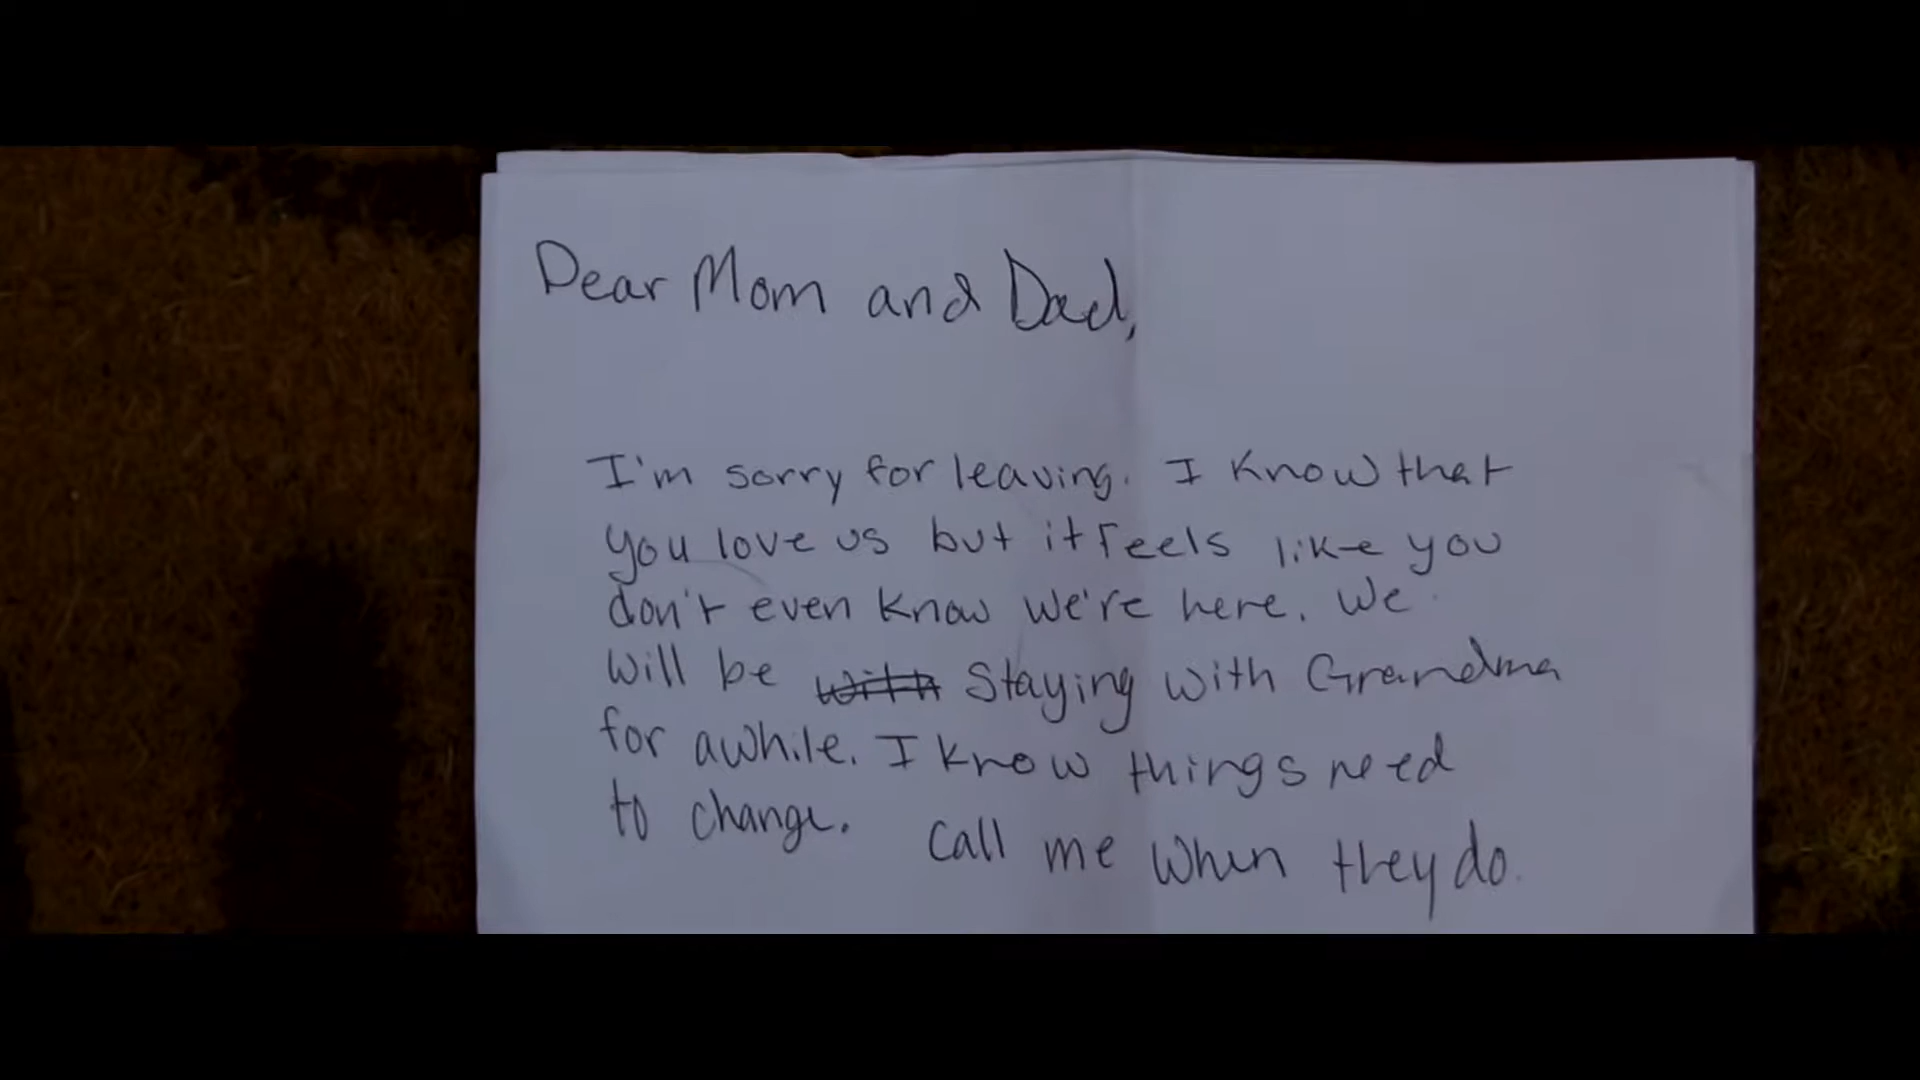 Dear Mom and Dad,
I'm sorry for leaving. I know that
you love us but it feels like you
don't even know we're here. We
will be with staying with Grandma
for awhile. I know things need
to change. Call me when they do.